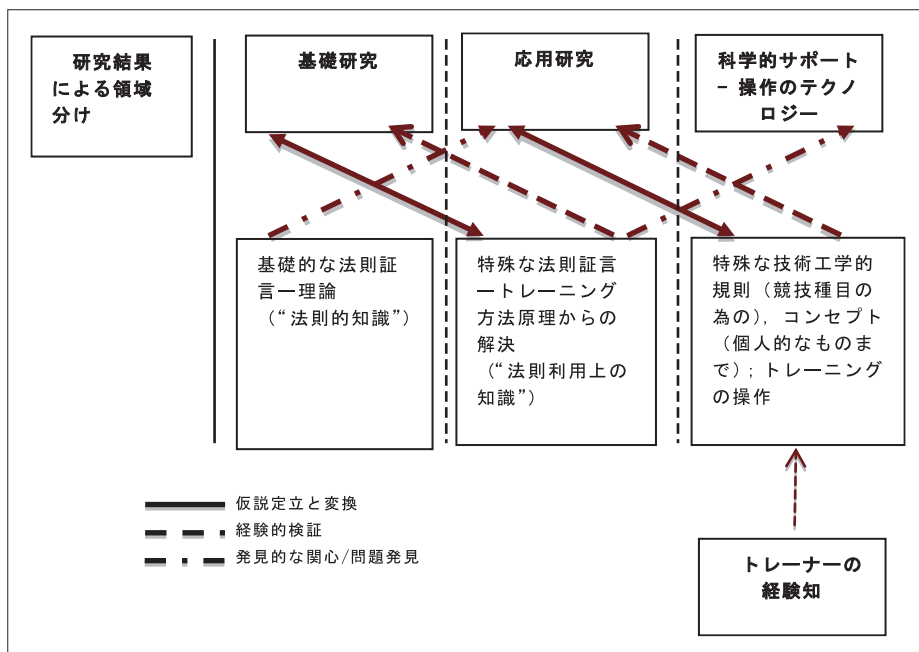 研究結果
による領域
分け
基礎研究
応用研究
科学的サポート
- 操作のテクノ
ロジー
基礎的な法則証
言ー理論
(“法則的知識”)
特殊な法則証言
ートレーニング
方法原理からの
解決
(“法則利用上の
知識”)
特殊な技術工学的
規則(競技種目の
為の), コンセプト
(個人的なものま
で); トレーニング
の操作
仮説定立と変換
経験的検証
発見的な関心/問題発見
トレーナーの
経験知